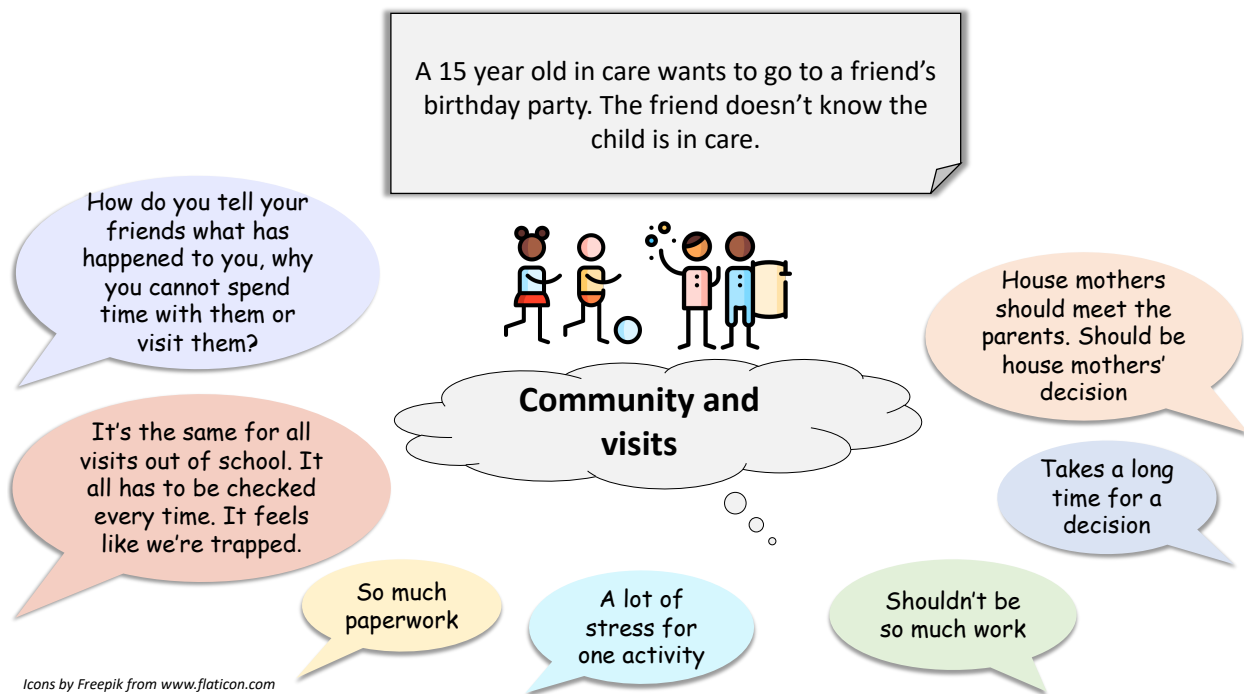 A 15 year old in care wants to go to a friend's
birthday party. The friend doesn't know the
child is in care.
How do you tell your
friends what has
happened to you, why
you cannot spend
time with them or
visit them?
House mothers
should meet the
parents. Should be
house mothers'
decision
Community and
visits
It's the same for all
visits out of school. It
all has to be checked
every time. It feels
like we're trapped.
Takes a long
time for a
decision
So much
paperwork
A lot of
stress for
one activity
Shouldn't be
so much work
Icons by Freepik from www.flaticon.com